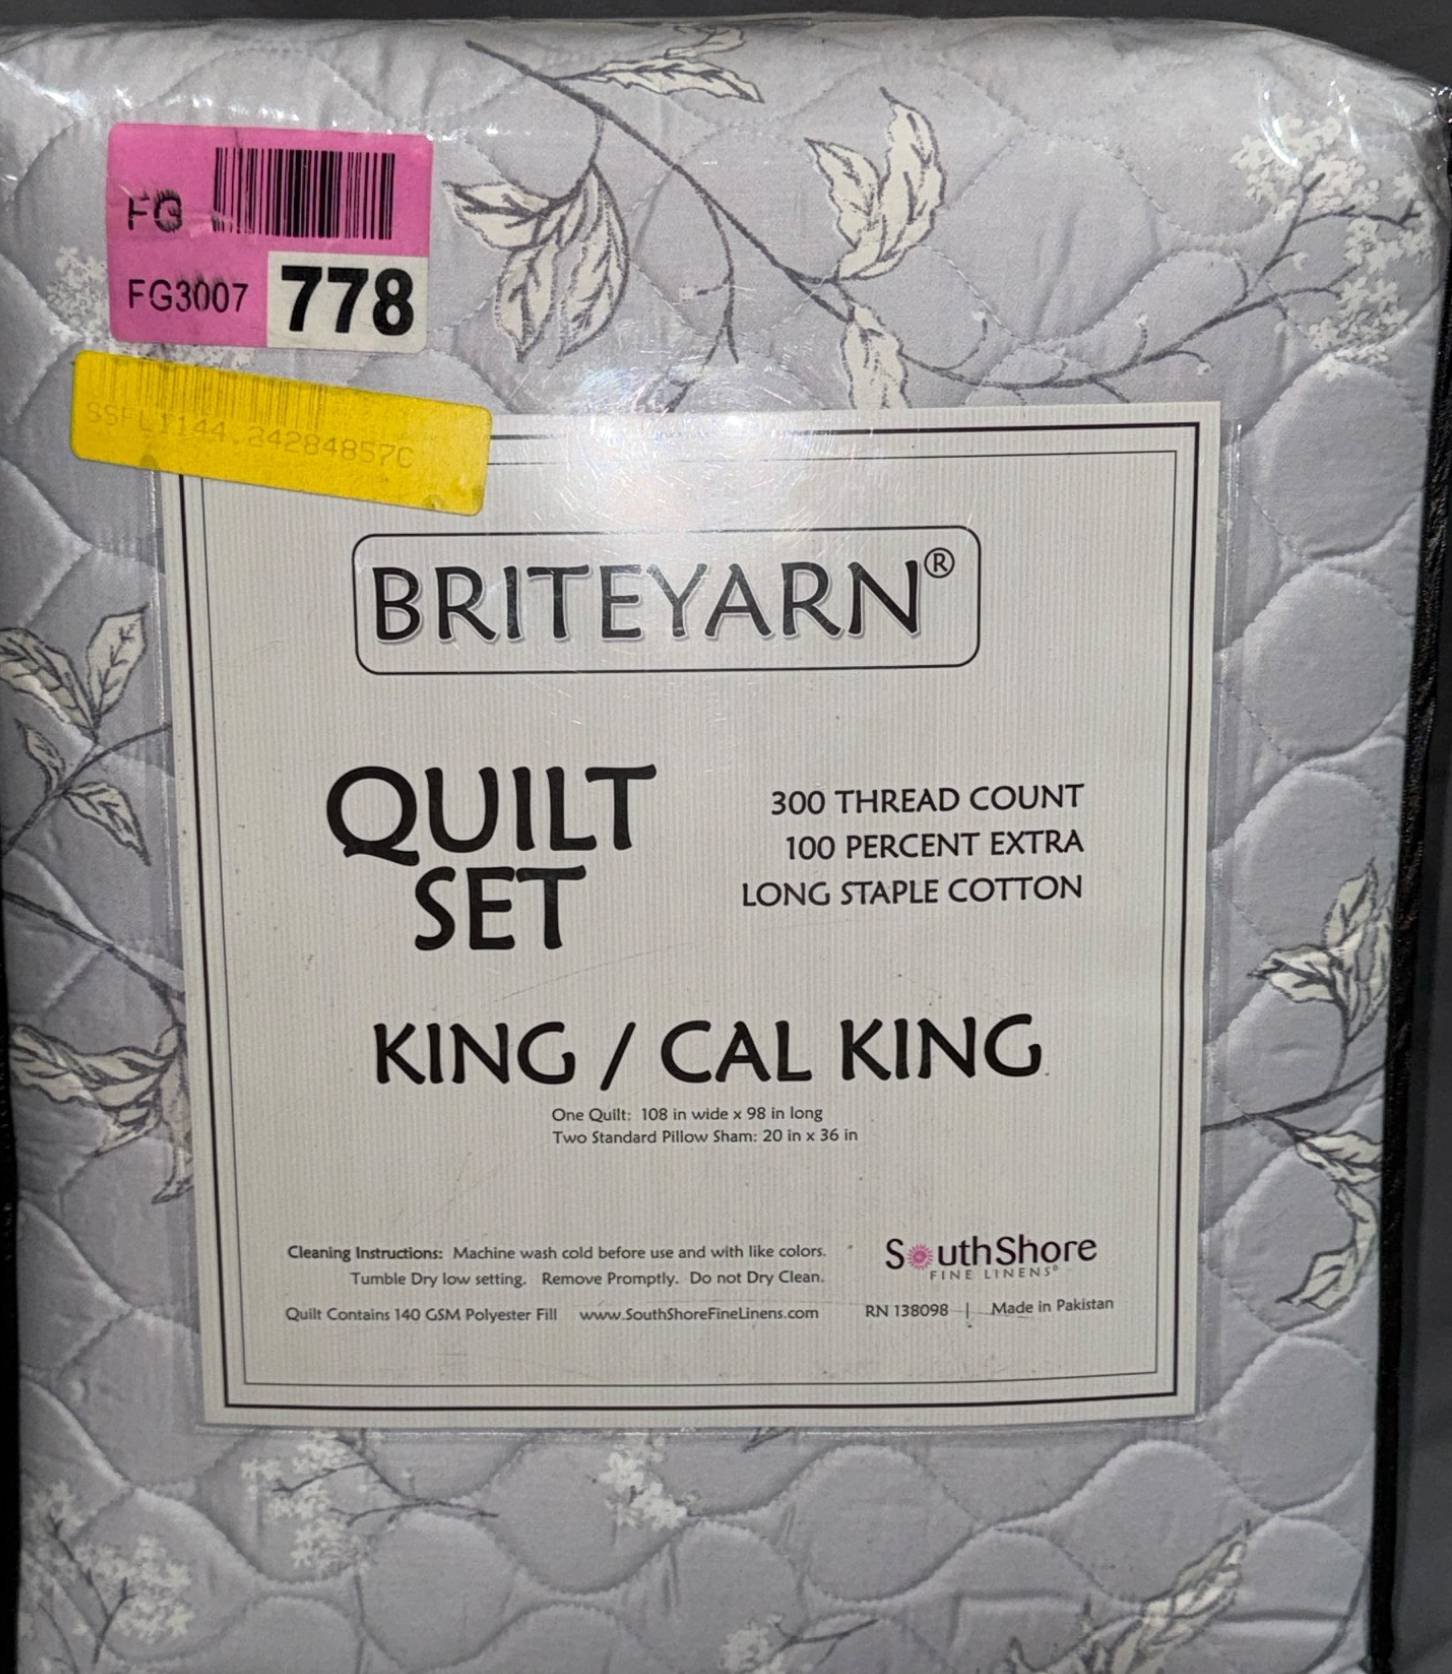 FG
FG3007 778
BRITEYARN®
QUILT
SET
300 THREAD COUNT
100 PERCENT EXTRA
LONG STAPLE COTTON
KING / CAL KING
One Quilt: 108 in wide x 98 in long
Two Standard Pillow Sham: 20 in x 36 in
Cleaning Instructions: Machine wash cold before use and with like colors.
Tumble Dry low setting. Remove Promptly. Do not Dry Clean.
Quilt Contains 140 GSM Polyester Fill www.SouthShoreFineLinens.com
SouthShore
FINE LINENS®
RN 138098 | Made in Pakistan